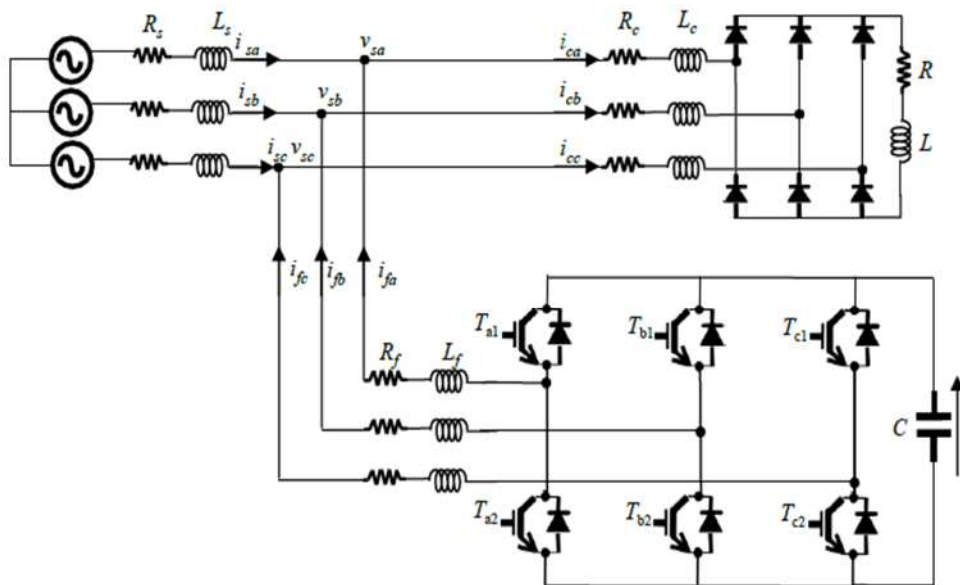 R_s L_s i_sa v_sa i_ca R_c L_c
R
i_sb v_sb i_cb
L
i_sc v_sc i_cc
i_fc i_fb i_fa
T_a1 T_b1 T_c1
R_f L_f
C
T_a2 T_b2 T_c2